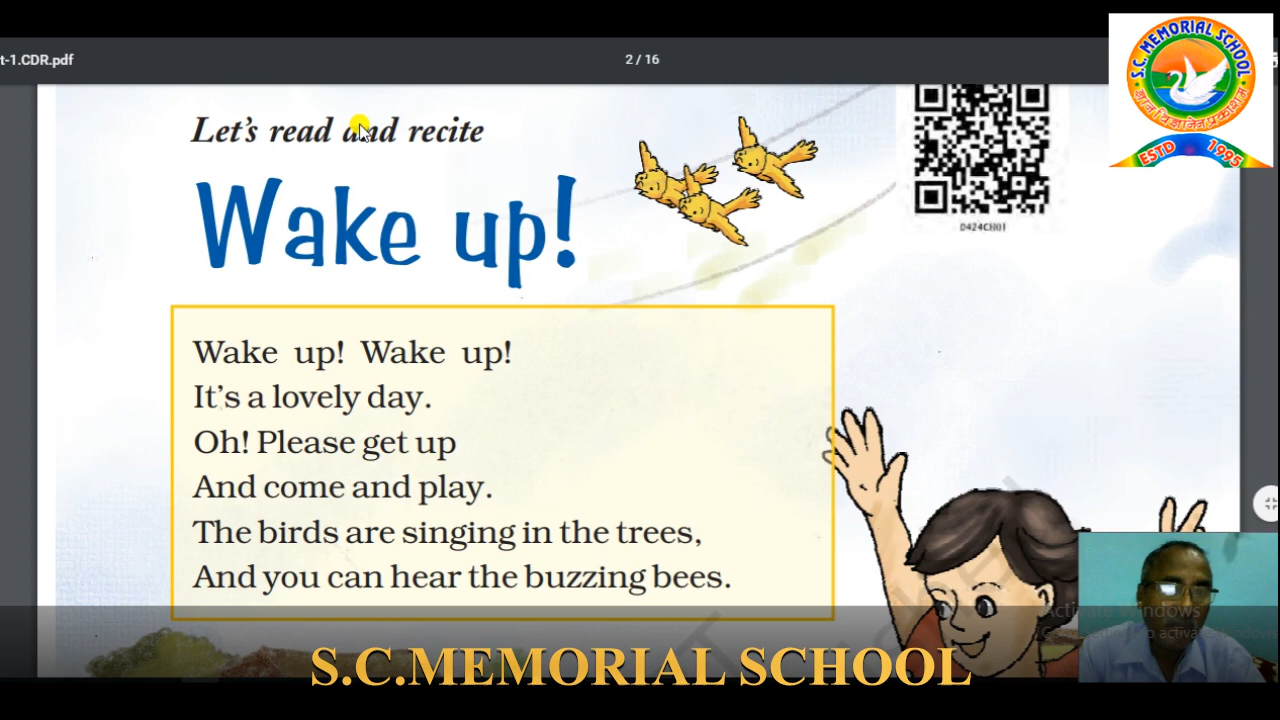 t-1.CDR.pdf
2 / 16
S.C. MEMORIAL SCHOOL
ESTD 1995
Let's read and recite
Wake up!
D424CH01
Wake up! Wake up!
It's a lovely day.
Oh! Please get up
And come and play.
The birds are singing in the trees,
And you can hear the buzzing bees.
Activate Windows
S.C.MEMORIAL SCHOOL